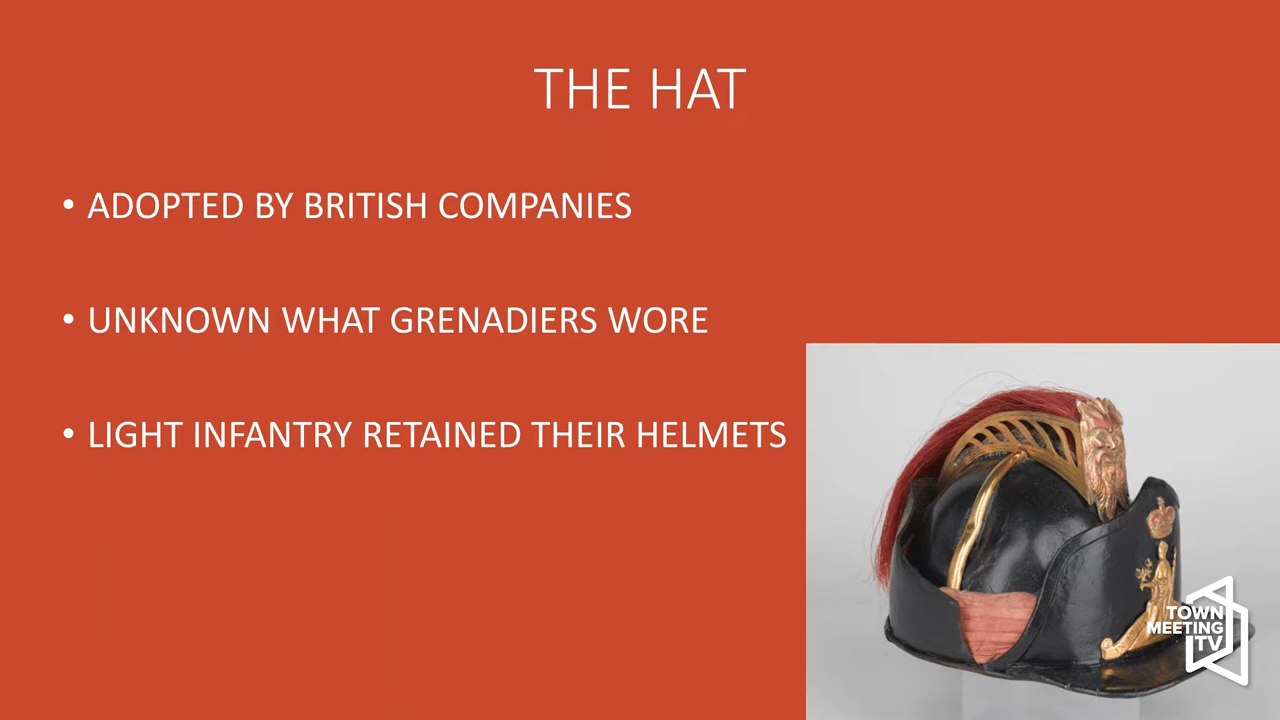 THE HAT
• ADOPTED BY BRITISH COMPANIES
• UNKNOWN WHAT GRENADIERS WORE
• LIGHT INFANTRY RETAINED THEIR HELMETS
TOWN
MEETING
TV